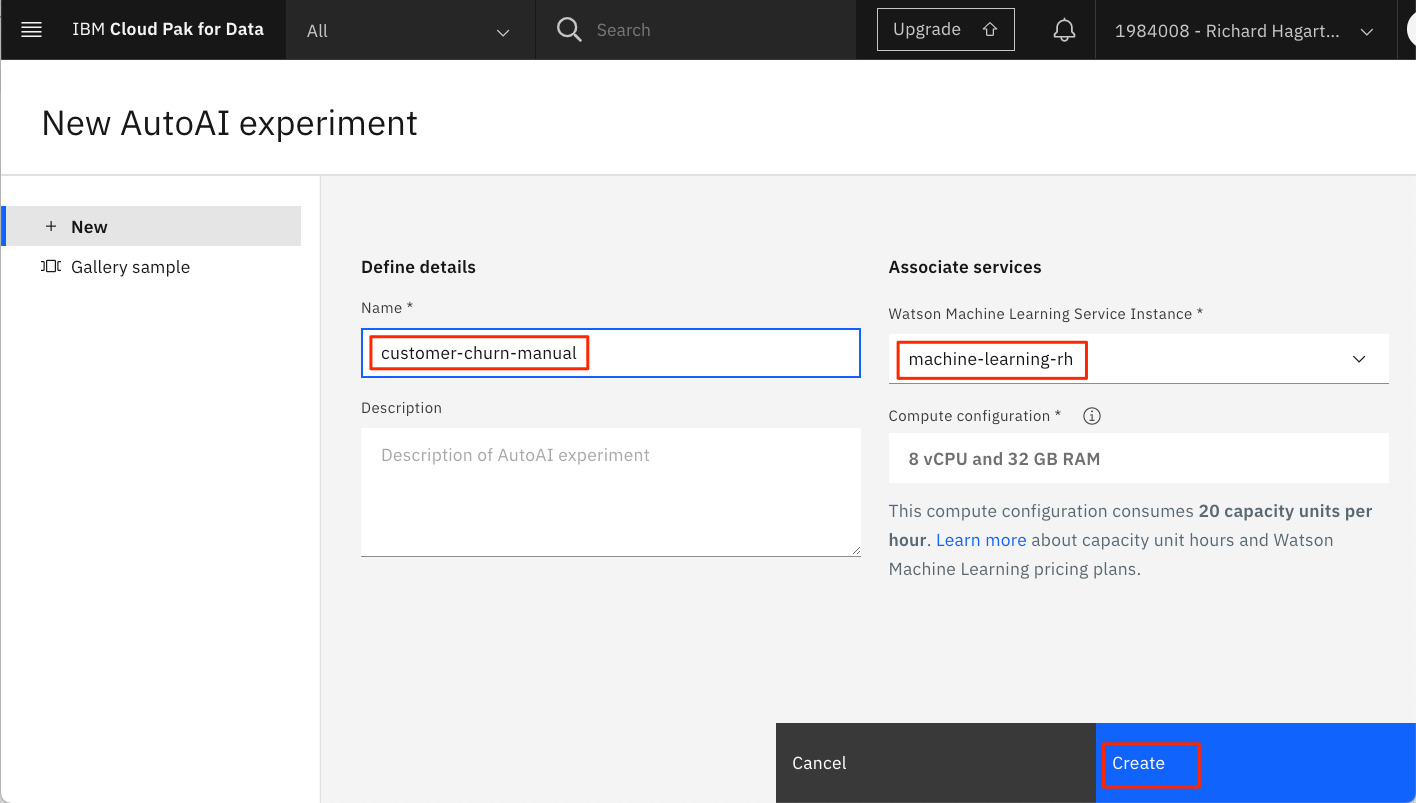 IBM Cloud Pak for Data
All
Search
Upgrade
1984008 - Richard Hagart...
New AutoAI experiment
+ New
Gallery sample
Define details
Name *
customer-churn-manual
Description
Description of AutoAI experiment
Associate services
Watson Machine Learning Service Instance *
machine-learning-rh
Compute configuration *
8 vCPU and 32 GB RAM
This compute configuration consumes 20 capacity units per
hour. Learn more about capacity unit hours and Watson
Machine Learning pricing plans.
Cancel
Create